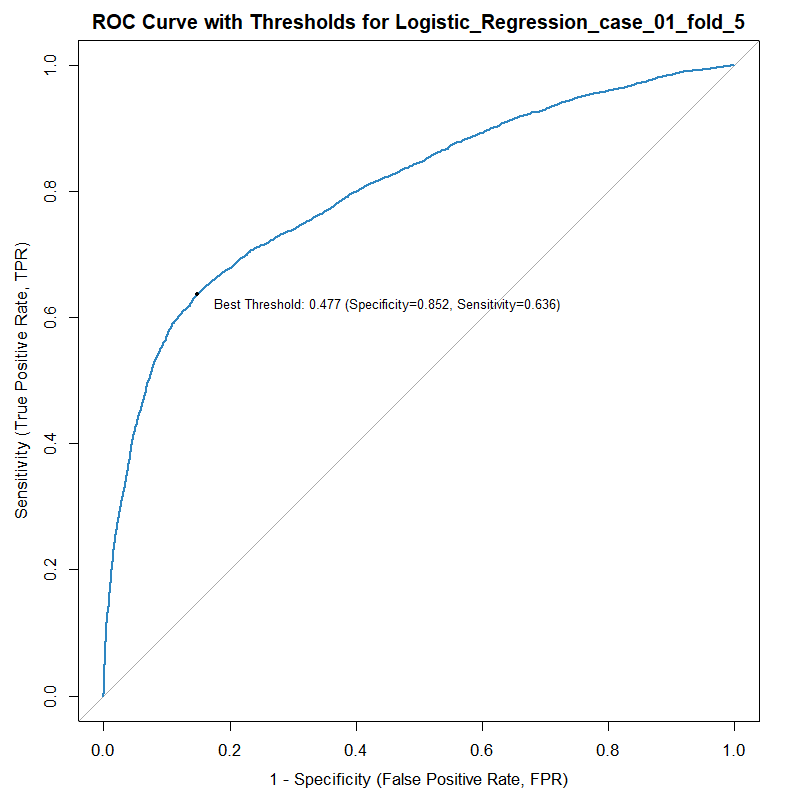 ROC Curve with Thresholds for Logistic_Regression_case_01_fold_5
Sensitivity (True Positive Rate, TPR)
1.0
0.8
0.6
0.4
0.2
0.0
Best Threshold: 0.477 (Specificity=0.852, Sensitivity=0.636)
0.0 0.2 0.4 0.6 0.8 1.0
1 - Specificity (False Positive Rate, FPR)